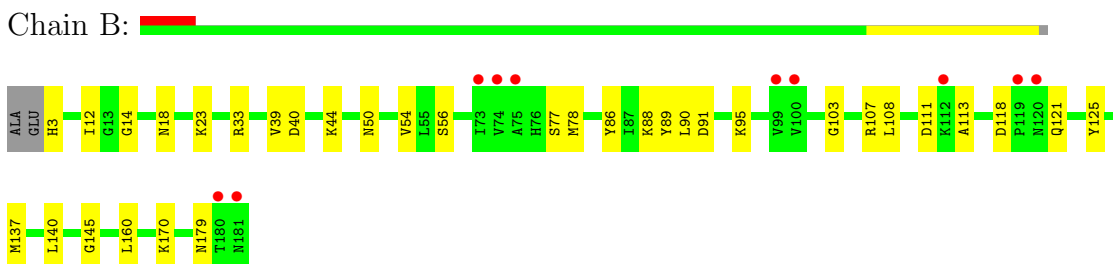 Chain B:
ALA GLU H3 I12 G13 G14 N18 K23 R33 V39 D40 K44 N50 V54 L55 S56 I73 V74 A75 H76 S77 M78 Y86 I87 K88 Y89 L90 D91 K95 V99 V100 G103 R107 L108 D111 K112 A113 D118 P119 N120 Q121 Y125
M137 L140 G145 L160 K170 N179 T180 N181